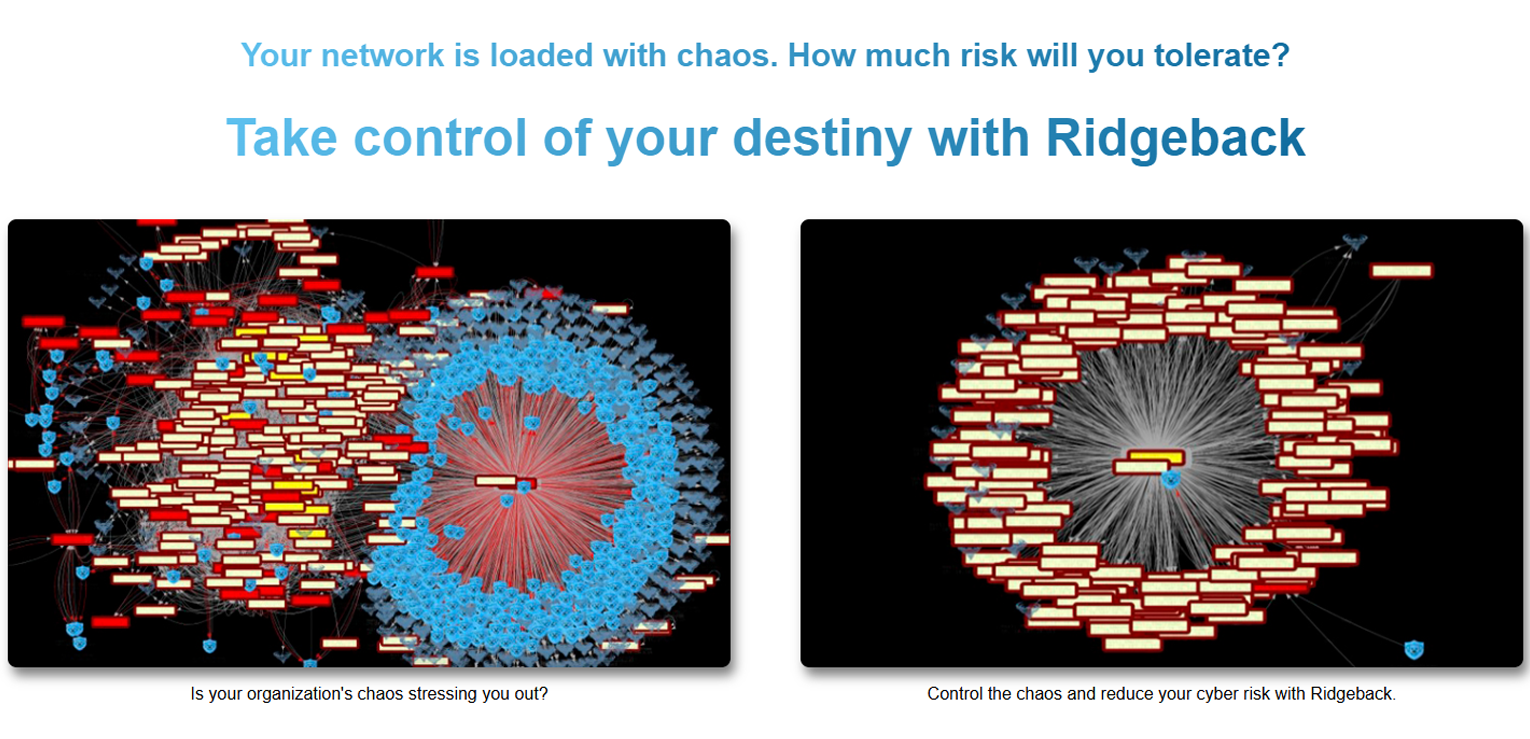 Your network is loaded with chaos. How much risk will you tolerate?
Take control of your destiny with Ridgeback
Is your organization's chaos stressing you out?
Control the chaos and reduce your cyber risk with Ridgeback.